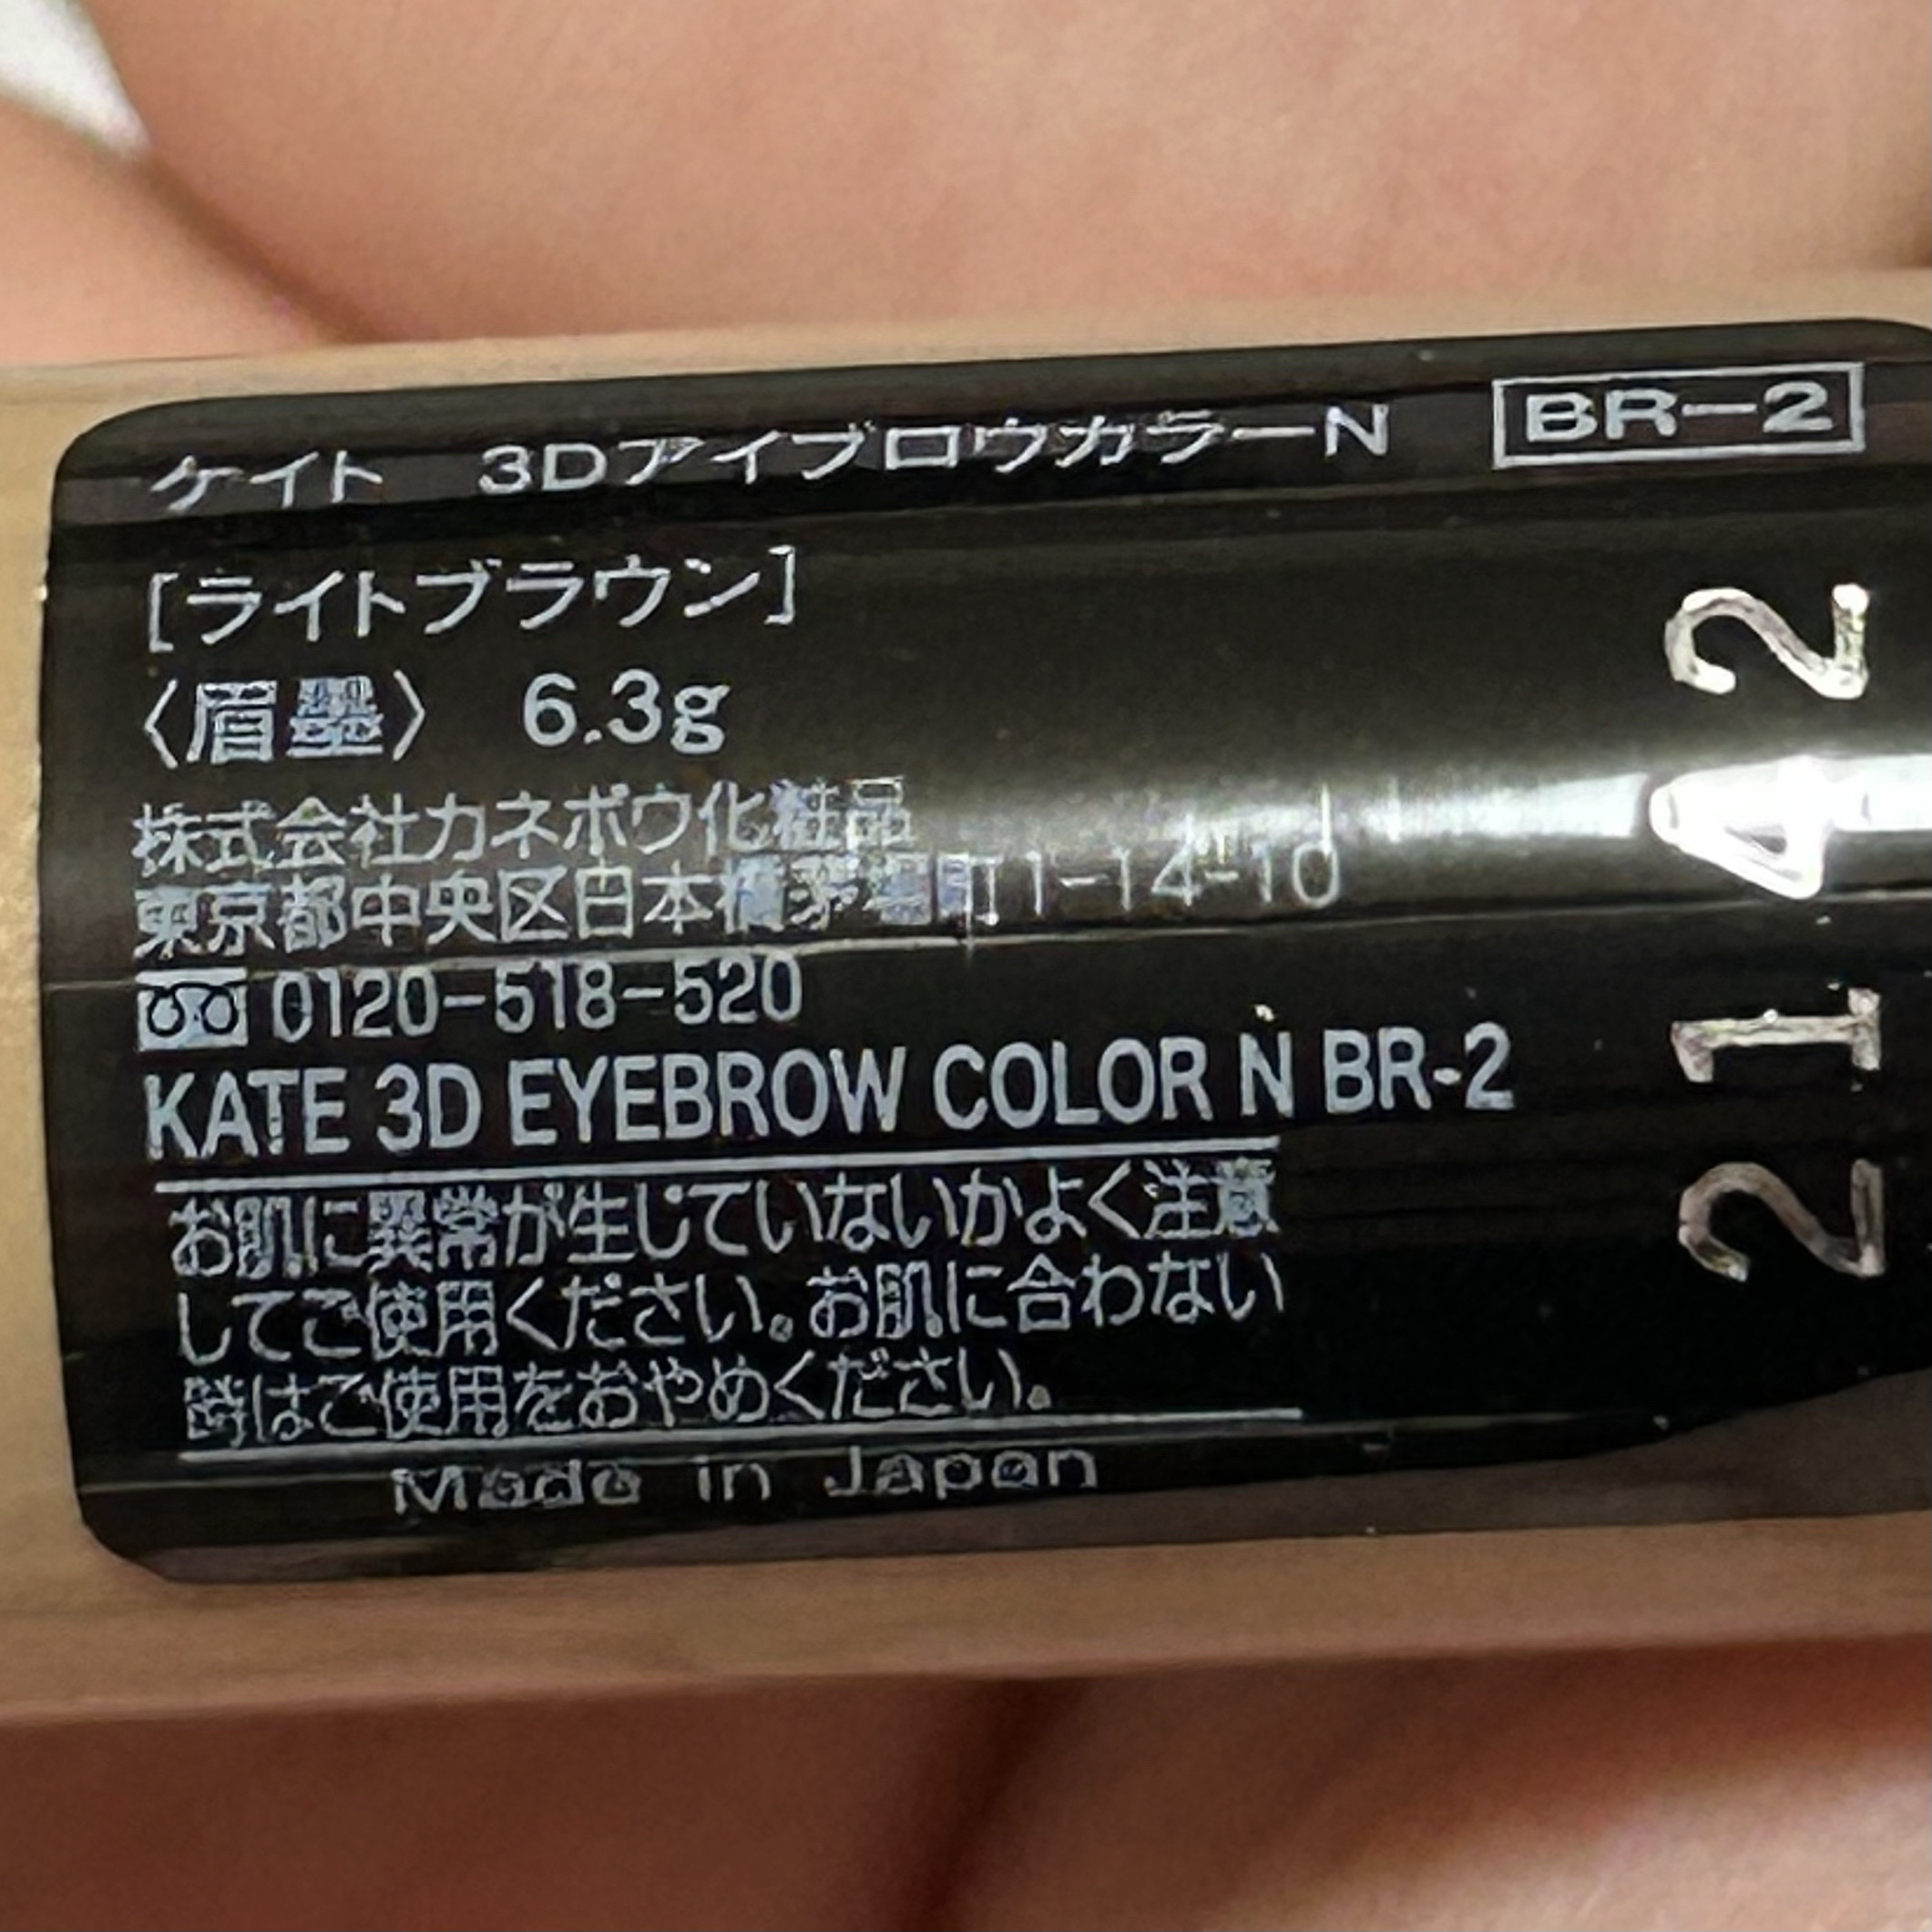 ケイト 3DアイブロウカラーN BR-2
[ライトブラウン]
〈眉墨〉 6.3g
株式会社カネボウ化粧品
東京都中央区日本橋茅場町1-14-10
0120-518-520
KATE 3D EYEBROW COLOR N BR-2
お肌に異常が生じていないかよく注意
してご使用ください。お肌に合わない
時はご使用をおやめください。
Made in Japan
2142